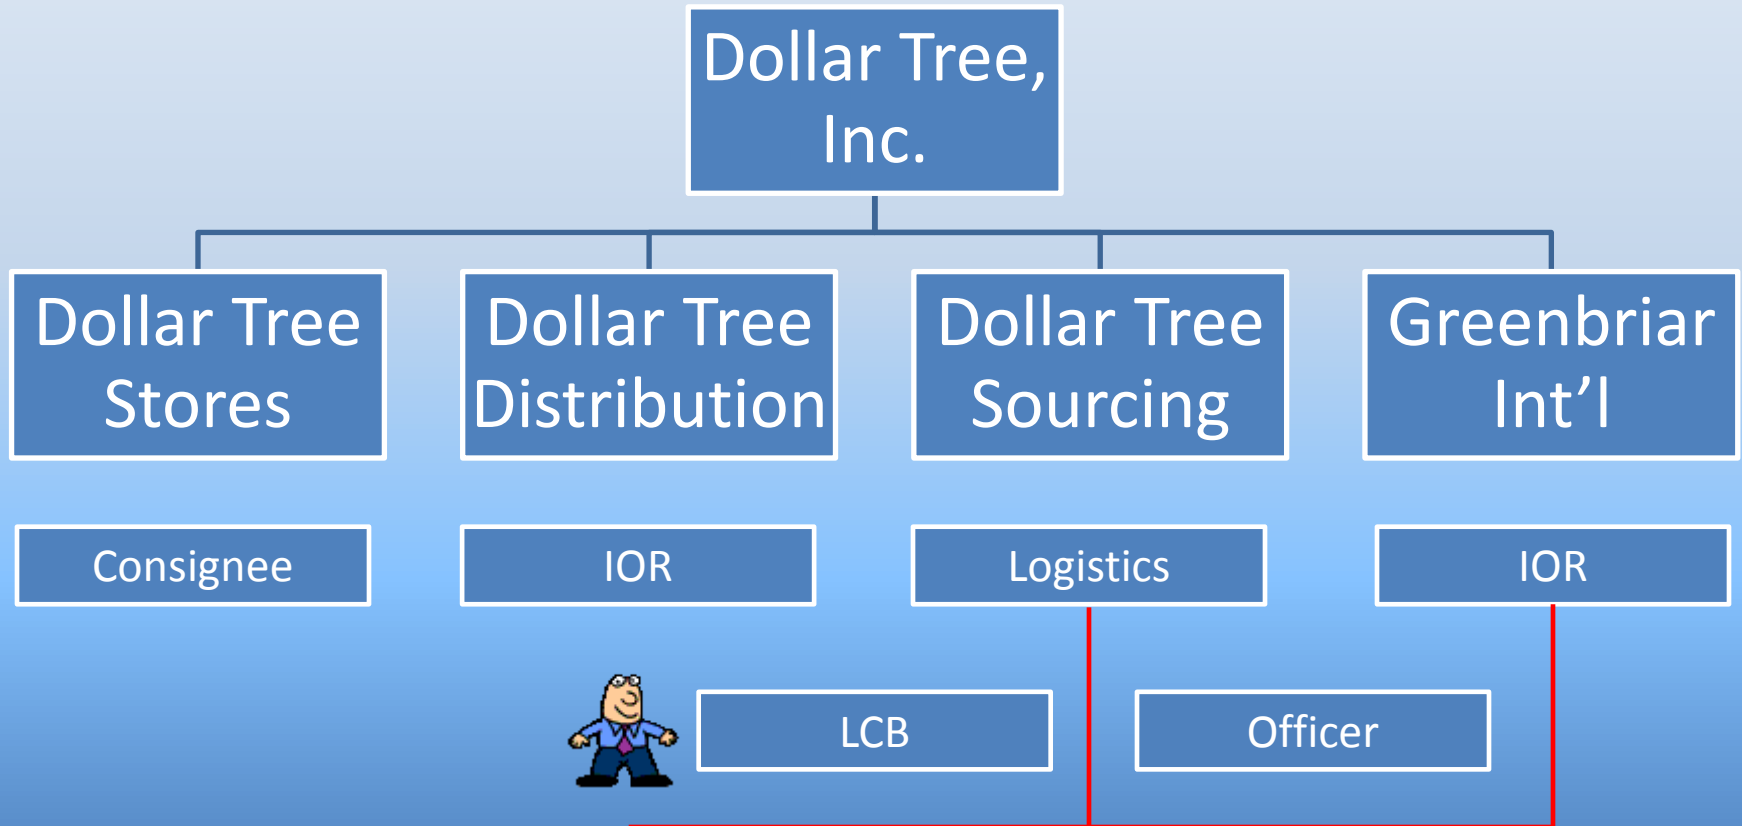 Dollar Tree,
Inc.
Dollar Tree
Stores
Dollar Tree
Distribution
Dollar Tree
Sourcing
Greenbriar
Int’l
Consignee
IOR
Logistics
IOR
LCB
Officer